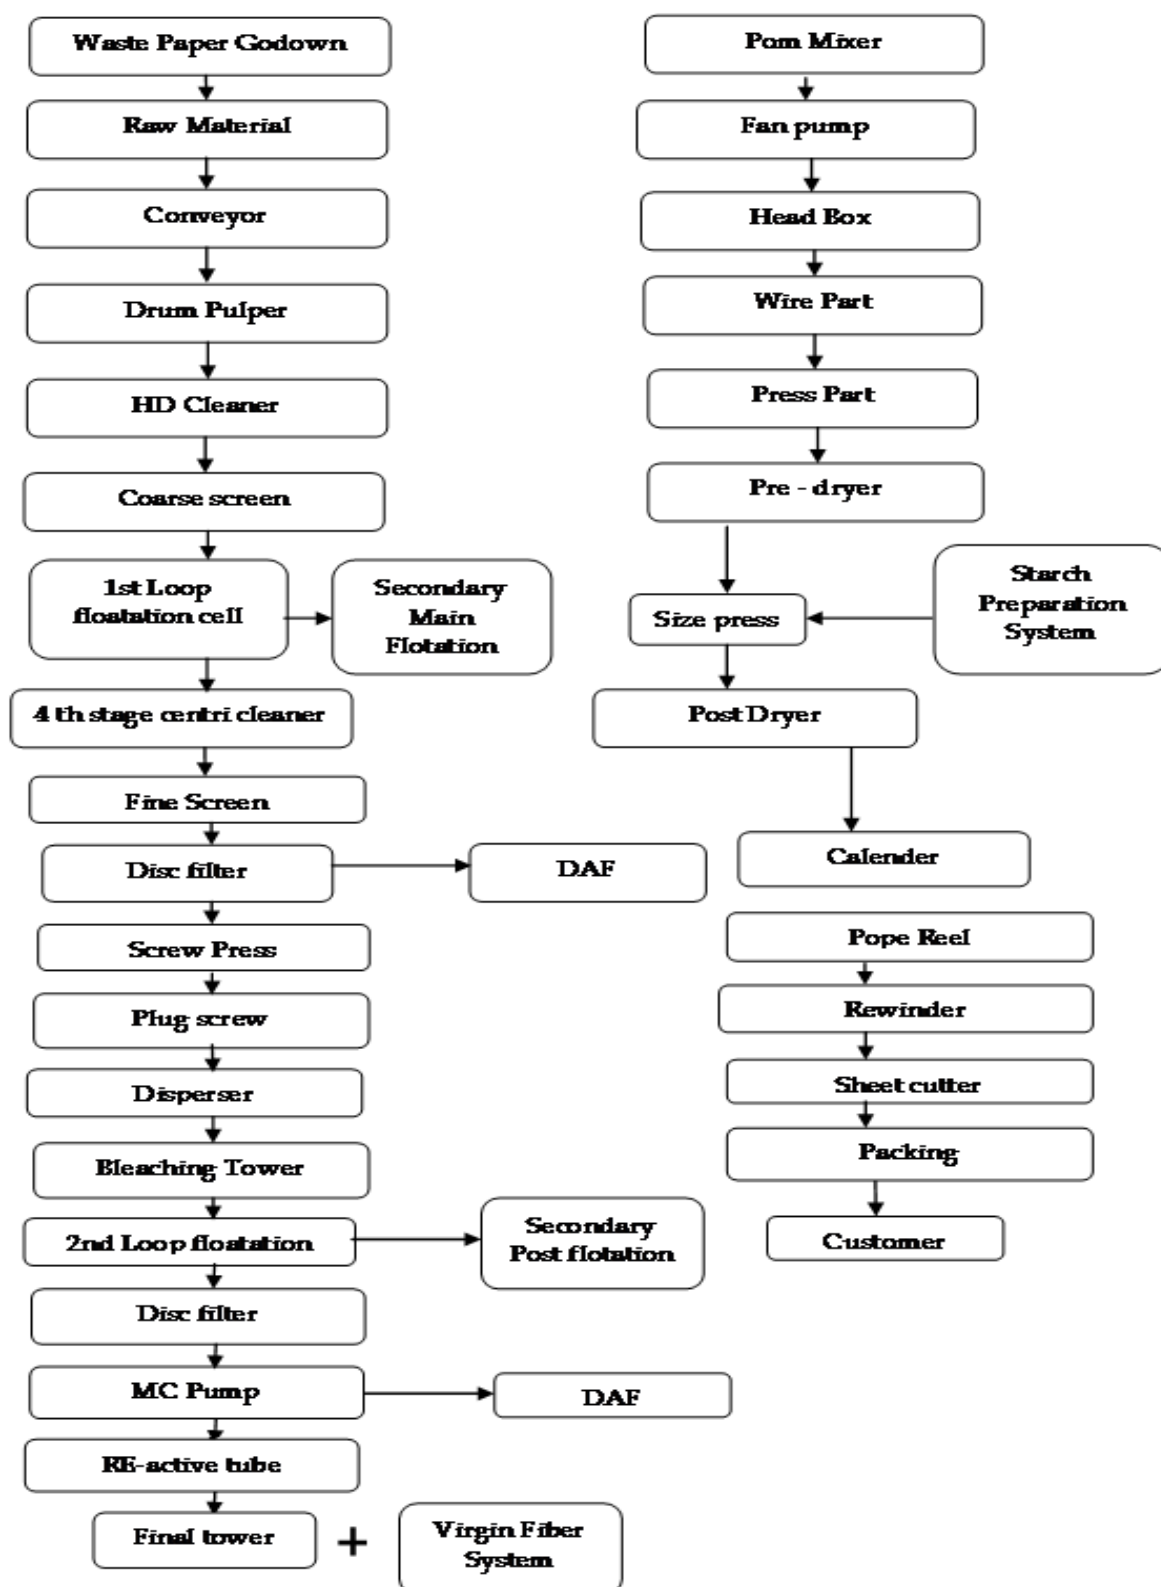 Waste Paper Godown
Raw Material
Conveyor
Drum Pulper
HD Cleaner
Coarse screen
1st Loop
floatation cell
Secondary
Main
Flotation
4 th stage centri cleaner
Fine Screen
Disc filter
DAF
Screw Press
Plug screw
Disperser
Bleaching Tower
2nd Loop floatation
Secondary
Post flotation
Disc filter
MC Pump
DAF
RE-active tube
Final tower
+
Virgin Fiber
System
Pom Mixer
Fan pump
Head Box
Wire Part
Press Part
Pre - dryer
Size press
Starch
Preparation
System
Post Dryer
Calender
Pope Reel
Rewinder
Sheet cutter
Packing
Customer